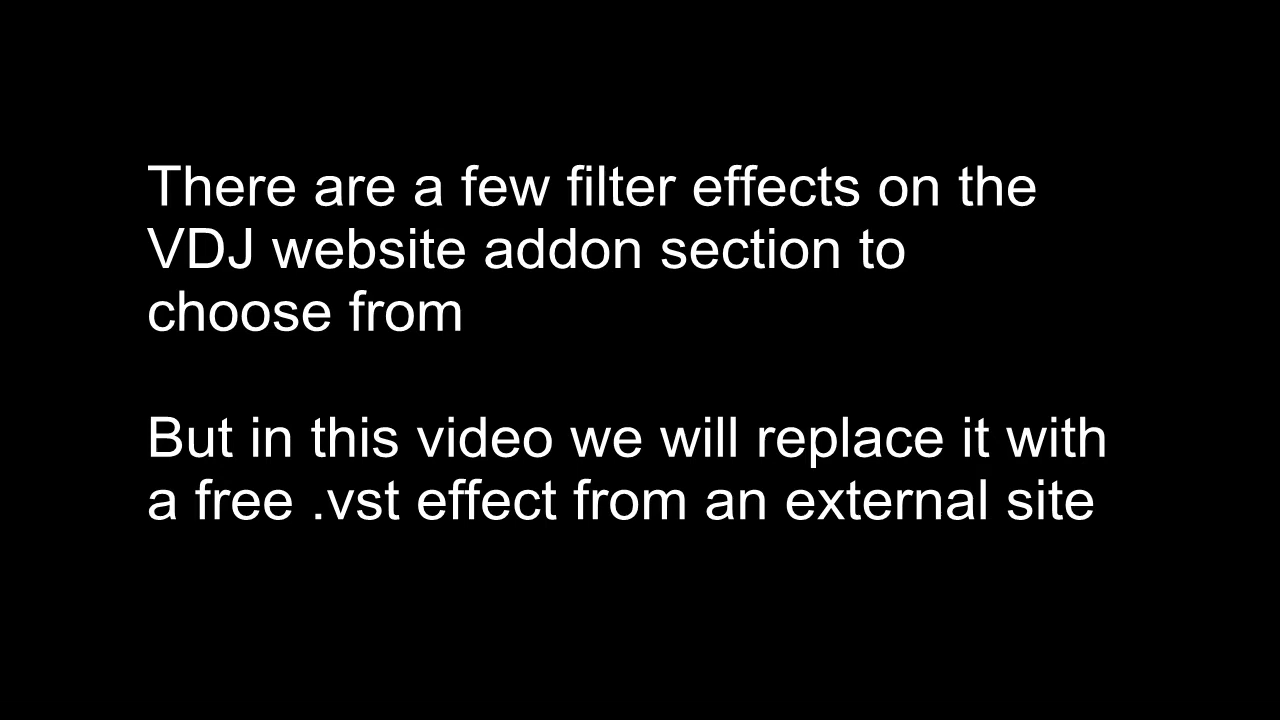 There are a few filter effects on the
VDJ website addon section to
choose from
But in this video we will replace it with
a free .vst effect from an external site